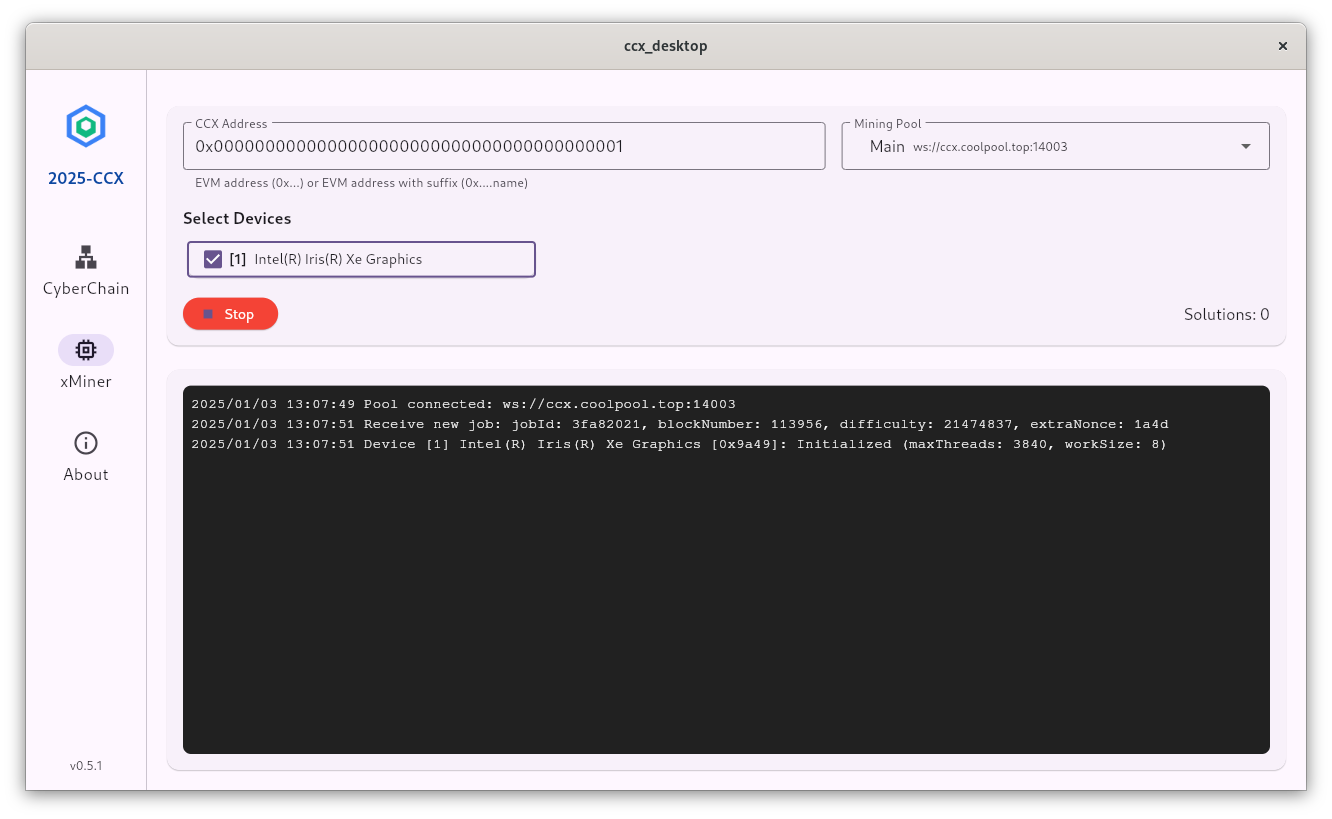 ccx_desktop
2025-CCX
CyberChain
xMiner
About
v0.5.1
CCX Address
0x0000000000000000000000000000000000000001
EVM address (0x...) or EVM address with suffix (0x....name)
Mining Pool
Main ws://ccx.coolpool.top:14003
Select Devices
[1] Intel(R) Iris(R) Xe Graphics
Stop
Solutions: 0
2025/01/03 13:07:49 Pool connected: ws://ccx.coolpool.top:14003
2025/01/03 13:07:51 Receive new job: jobId: 3fa82021, blockNumber: 113956, difficulty: 21474837, extraNonce: 1a4d
2025/01/03 13:07:51 Device [1] Intel(R) Iris(R) Xe Graphics [0x9a49]: Initialized (maxThreads: 3840, workSize: 8)